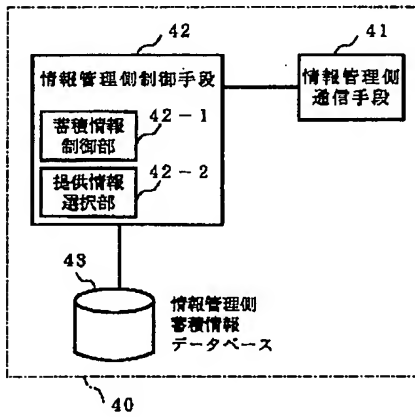 42
41
情報管理側制御手段
情報管理側
通信手段
42-1
蓄積情報
制御部
42-2
提供情報
選択部
43
情報管理側
蓄積情報
データベース
40